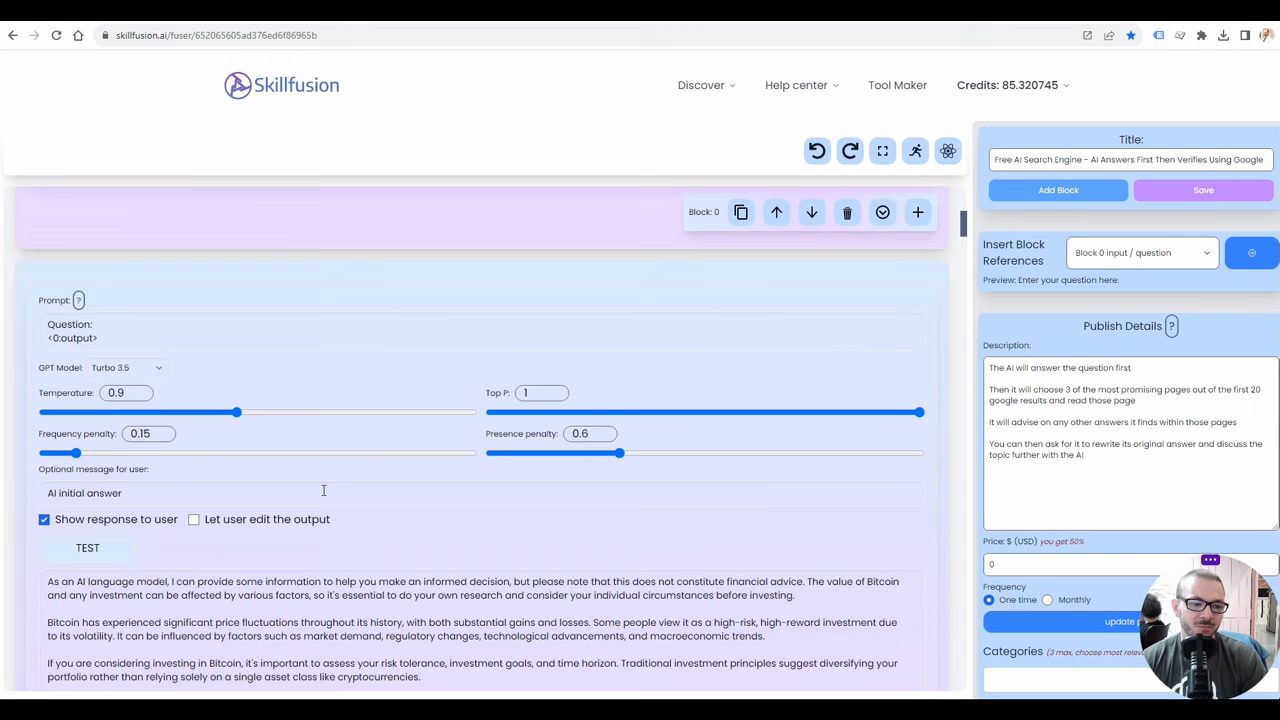 skillfusion.ai/fuser/652065605ad376ed6f86965b
Skillfusion
Discover
Help center
Tool Maker
Credits: 85.320745
Title:
Free AI Search Engine - AI Answers First Then Verifies Using Google
Add Block
Save
Block: 0
Insert Block
References
Block 0 input / question
Preview: Enter your question here:
Prompt: ?
Question:
<0:output>
GPT Model: Turbo 3.5
Temperature: 0.9
Top P: 1
Frequency penalty: 0.15
Presence penalty: 0.6
Optional message for user:
AI initial answer
Show response to user
Let user edit the output
TEST
As an AI language model, I can provide some information to help you make an informed decision, but please note that this does not constitute financial advice. The value of Bitcoin
and any investment can be affected by various factors, so it's essential to do your own research and consider your individual circumstances before investing.
Bitcoin has experienced significant price fluctuations throughout its history, with both substantial gains and losses. Some people view it as a high-risk, high-reward investment due
to its volatility. It can be influenced by factors such as market demand, regulatory changes, technological advancements, and macroeconomic trends.
If you are considering investing in Bitcoin, it's important to assess your risk tolerance, investment goals, and time horizon. Traditional investment principles suggest diversifying your
portfolio rather than relying solely on a single asset class like cryptocurrencies.
Publish Details ?
Description:
The AI will answer the question first
Then it will choose 3 of the most promising pages out of the first 20
google results and read those page
It will advise on any other answers it finds within those pages
You can then ask for it to rewrite its original answer and discuss the
topic further with the AI
Price: $ (USD) you get 50%
0
Frequency
One time
Monthly
update
Categories (3 max, choose most